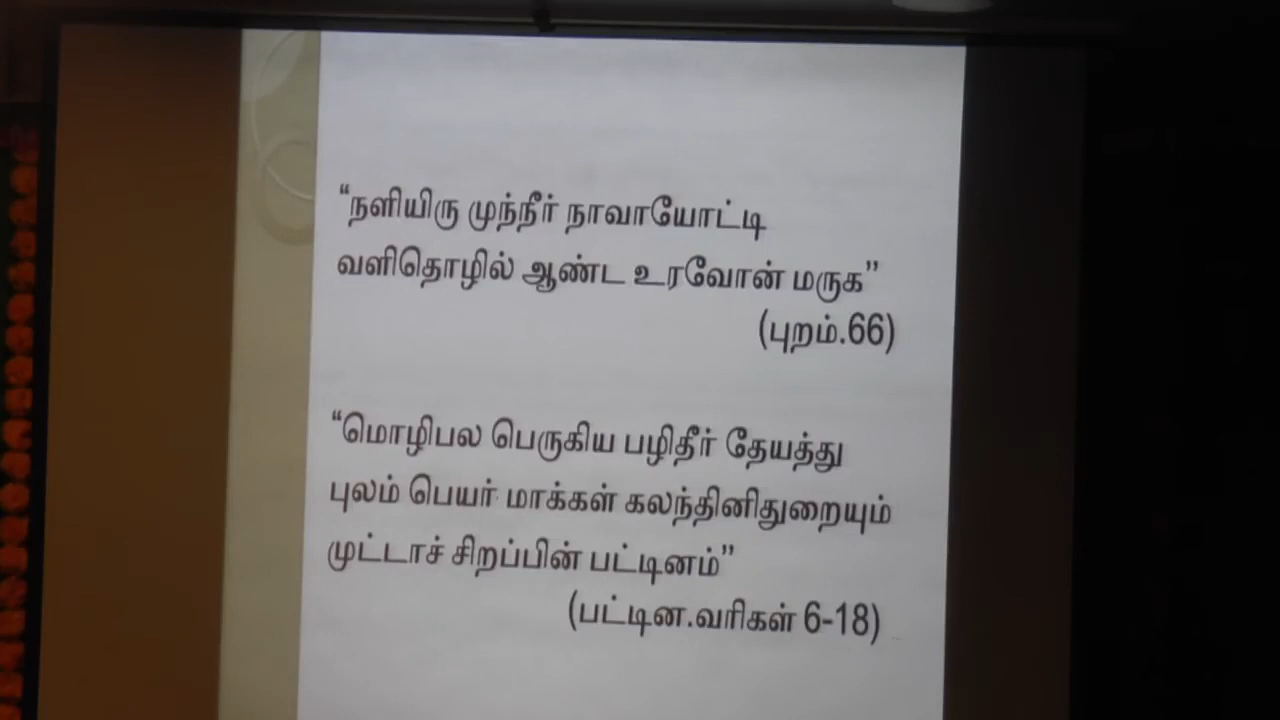 “நளியிரு முந்நீர் நாவாயோட்டி
வளிதொழில் ஆண்ட உரவோன் மருக”
(புறம்.66)
“மொழிபல பெருகிய பழிதீர் தேயத்து
புலம் பெயர் மாக்கள் கலந்தினிதுறையும்
முட்டாச் சிறப்பின் பட்டினம்”
(பட்டின.வரிகள் 6-18)